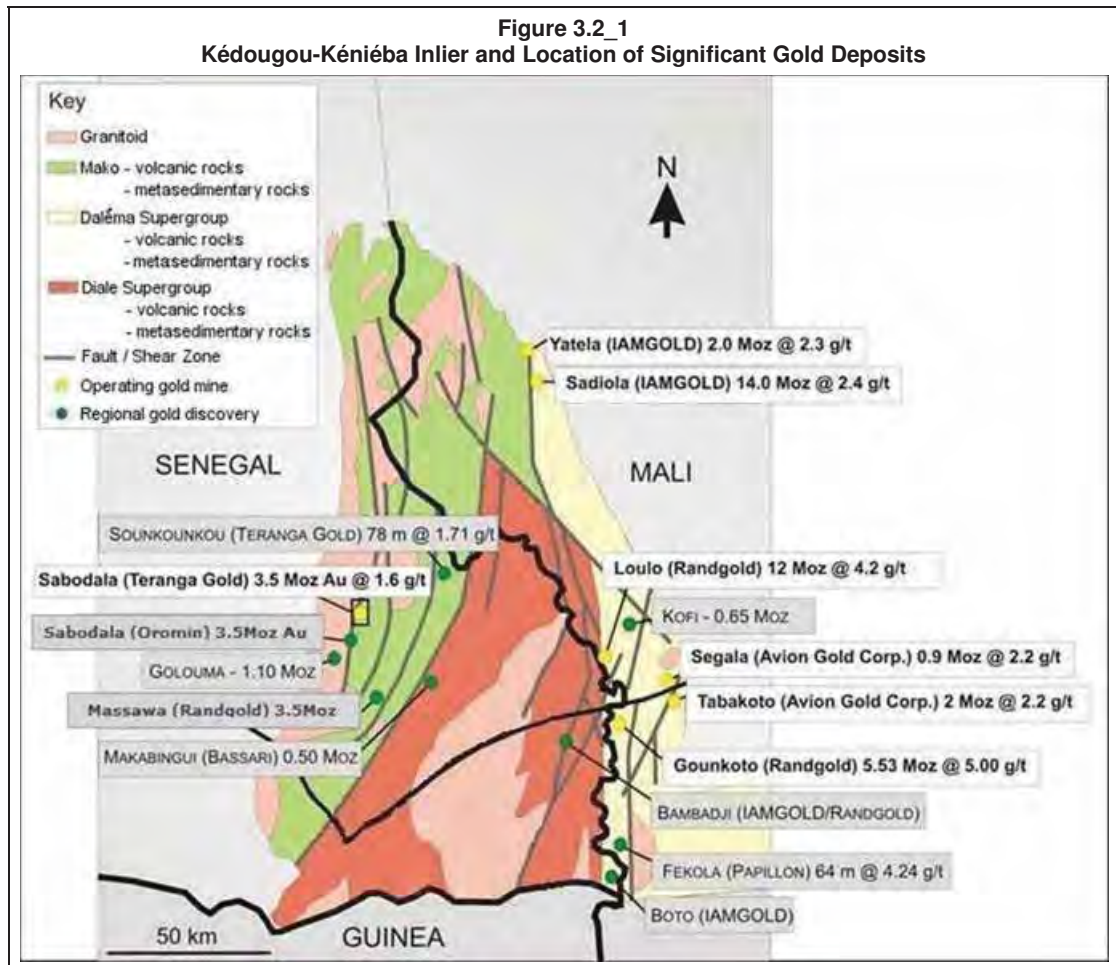 Figure 3.2_1
Kédougou-Kéniéba Inlier and Location of Significant Gold Deposits
Key
Granitoid
Mako - volcanic rocks
- metasedimentary rocks
Daléma Supergroup
- volcanic rocks
- metasedimentary rocks
Diale Supergroup
- volcanic rocks
- metasedimentary rocks
Fault / Shear Zone
Operating gold mine
Regional gold discovery
N
Yatela (IAMGOLD) 2.0 Moz @ 2.3 g/t
Sadiola (IAMGOLD) 14.0 Moz @ 2.4 g/t
SENEGAL
MALI
SOUNKOUNKOU (TERANGA GOLD) 78 m @ 1.71 g/t
Loulo (Randgold) 12 Moz @ 4.2 g/t
Sabodala (Teranga Gold) 3.5 Moz Au @ 1.6 g/t
KOFI - 0.65 MOZ
Sabodala (Oromin) 3.5Moz Au
Segala (Avion Gold Corp.) 0.9 Moz @ 2.2 g/t
GOLOUMA - 1.10 MOZ
Tabakoto (Avion Gold Corp.) 2 Moz @ 2.2 g/t
Massawa (Randgold) 3.5Moz
MAKABINGUI (BASSARI) 0.50 MOZ
Gounkoto (Randgold) 5.53 Moz @ 5.00 g/t
BAMBADJI (IAMGOLD/RANDGOLD)
FEKOLA (PAPILLON) 64 m @ 4.24 g/t
BOTO (IAMGOLD)
50 km
GUINEA